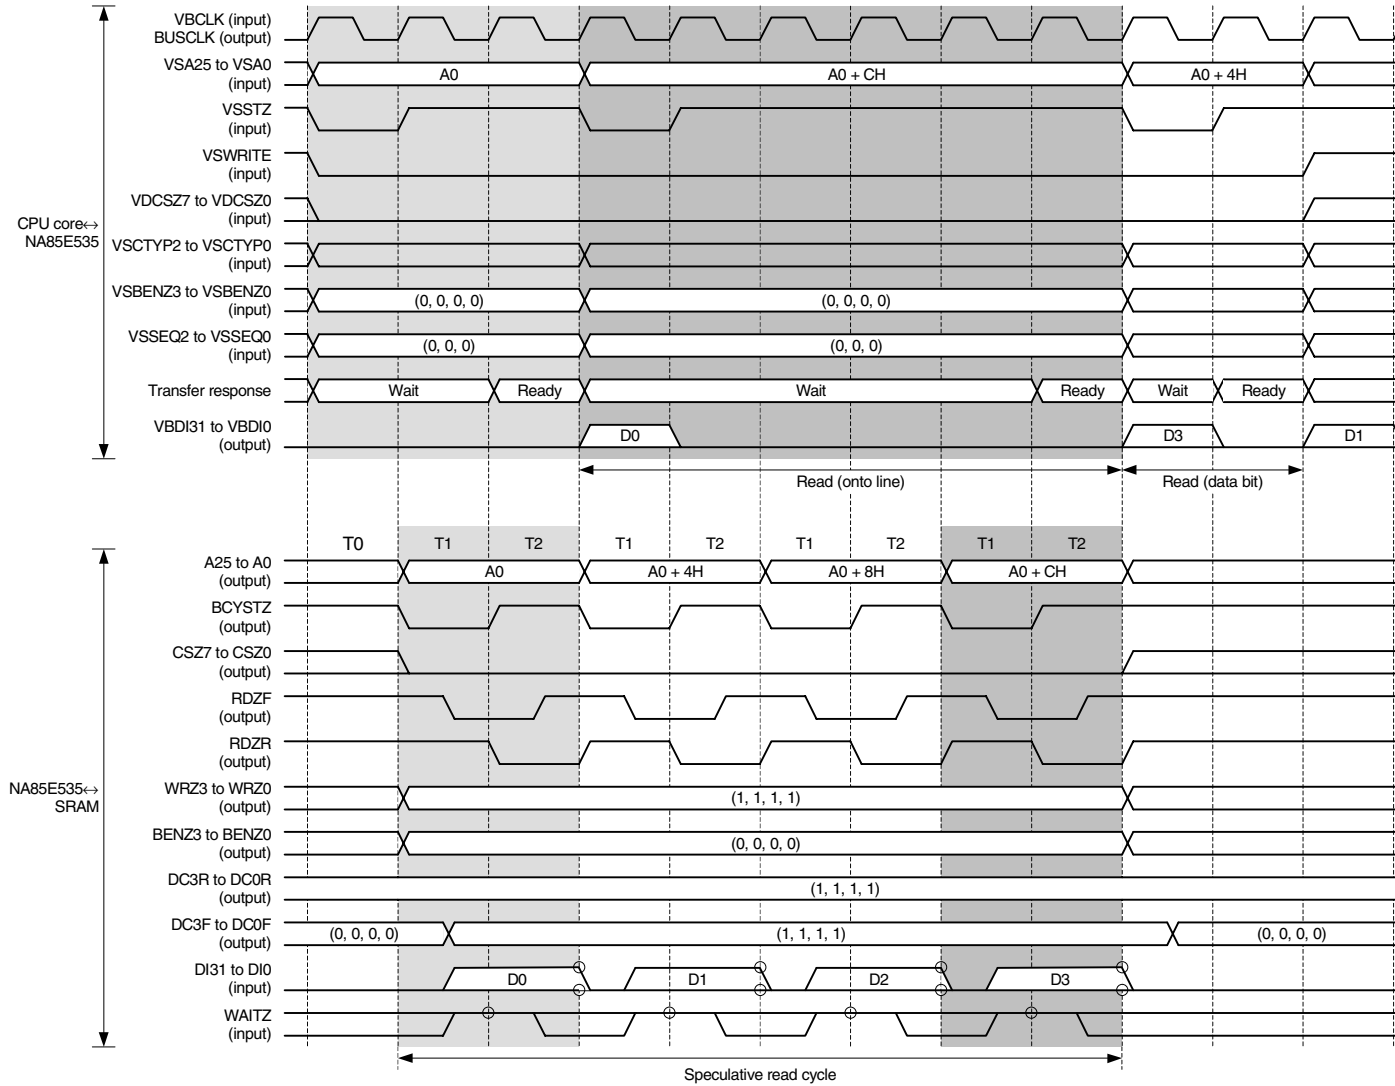 VBCLK (input)
BUSCLK (output)
VSA25 to VSA0
(input)
A0
A0 + CH
A0 + 4H
VSSTZ
(input)
VSWRITE
(input)
VDCSZ7 to VDCSZ0
(input)
CPU core↔
NA85E535
VSCTYP2 to VSCTYP0
(input)
VSBENZ3 to VSBENZ0
(input)
(0, 0, 0, 0)
(0, 0, 0, 0)
VSSEQ2 to VSSEQ0
(input)
(0, 0, 0)
(0, 0, 0)
Transfer response
Wait
Ready
Wait
Ready
Wait
Ready
VBDI31 to VBDI0
(output)
D0
D3
D1
Read (onto line)
Read (data bit)
T0
T1
T2
T1
T2
T1
T2
T1
T2
A25 to A0
(output)
A0
A0 + 4H
A0 + 8H
A0 + CH
BCYSTZ
(output)
CSZ7 to CSZ0
(output)
RDZF
(output)
RDZR
(output)
NA85E535↔
SRAM
WRZ3 to WRZ0
(output)
(1, 1, 1, 1)
BENZ3 to BENZ0
(output)
(0, 0, 0, 0)
DC3R to DC0R
(output)
(1, 1, 1, 1)
DC3F to DC0F
(output)
(0, 0, 0, 0)
(1, 1, 1, 1)
(0, 0, 0, 0)
DI31 to DI0
(input)
D0
D1
D2
D3
WAITZ
(input)
Speculative read cycle